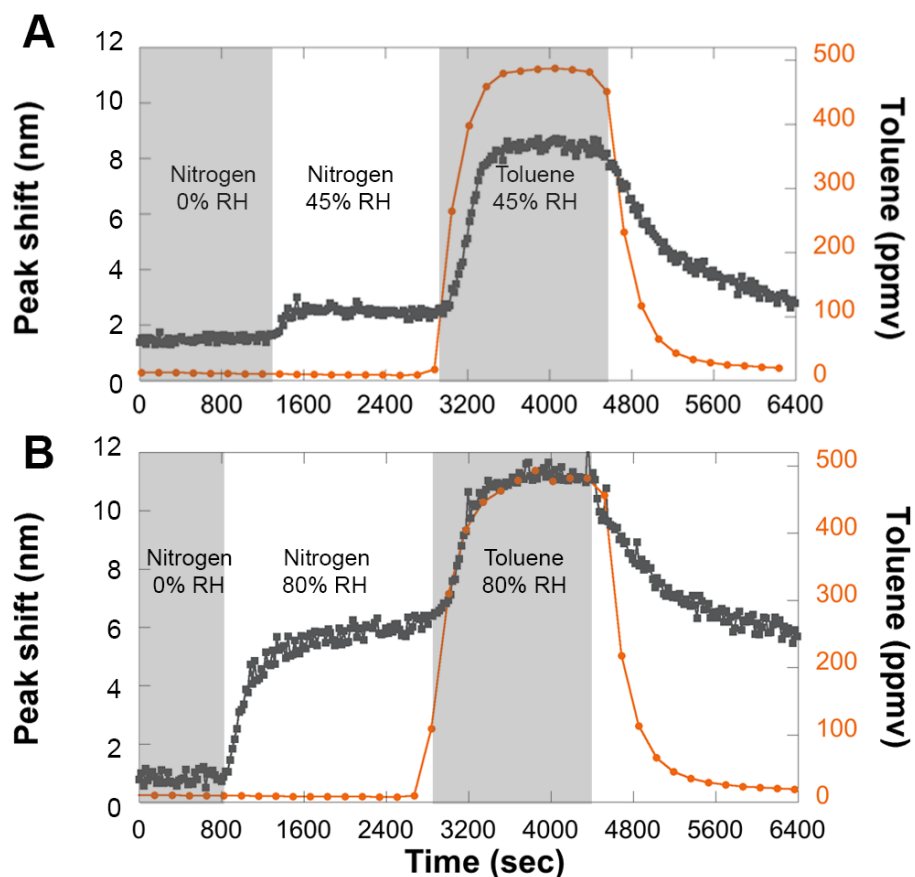 A
Peak shift (nm)
12
10
8
6
4
2
0
Nitrogen
0% RH
Nitrogen
45% RH
Toluene
45% RH
500
400
300
200
100
0
Toluene (ppmv)
0 800 1600 2400 3200 4000 4800 5600 6400
B
Peak shift (nm)
12
10
8
6
4
2
0
Nitrogen
0% RH
Nitrogen
80% RH
Toluene
80% RH
500
400
300
200
100
0
Toluene (ppmv)
0 800 1600 2400 3200 4000 4800 5600 6400
Time (sec)